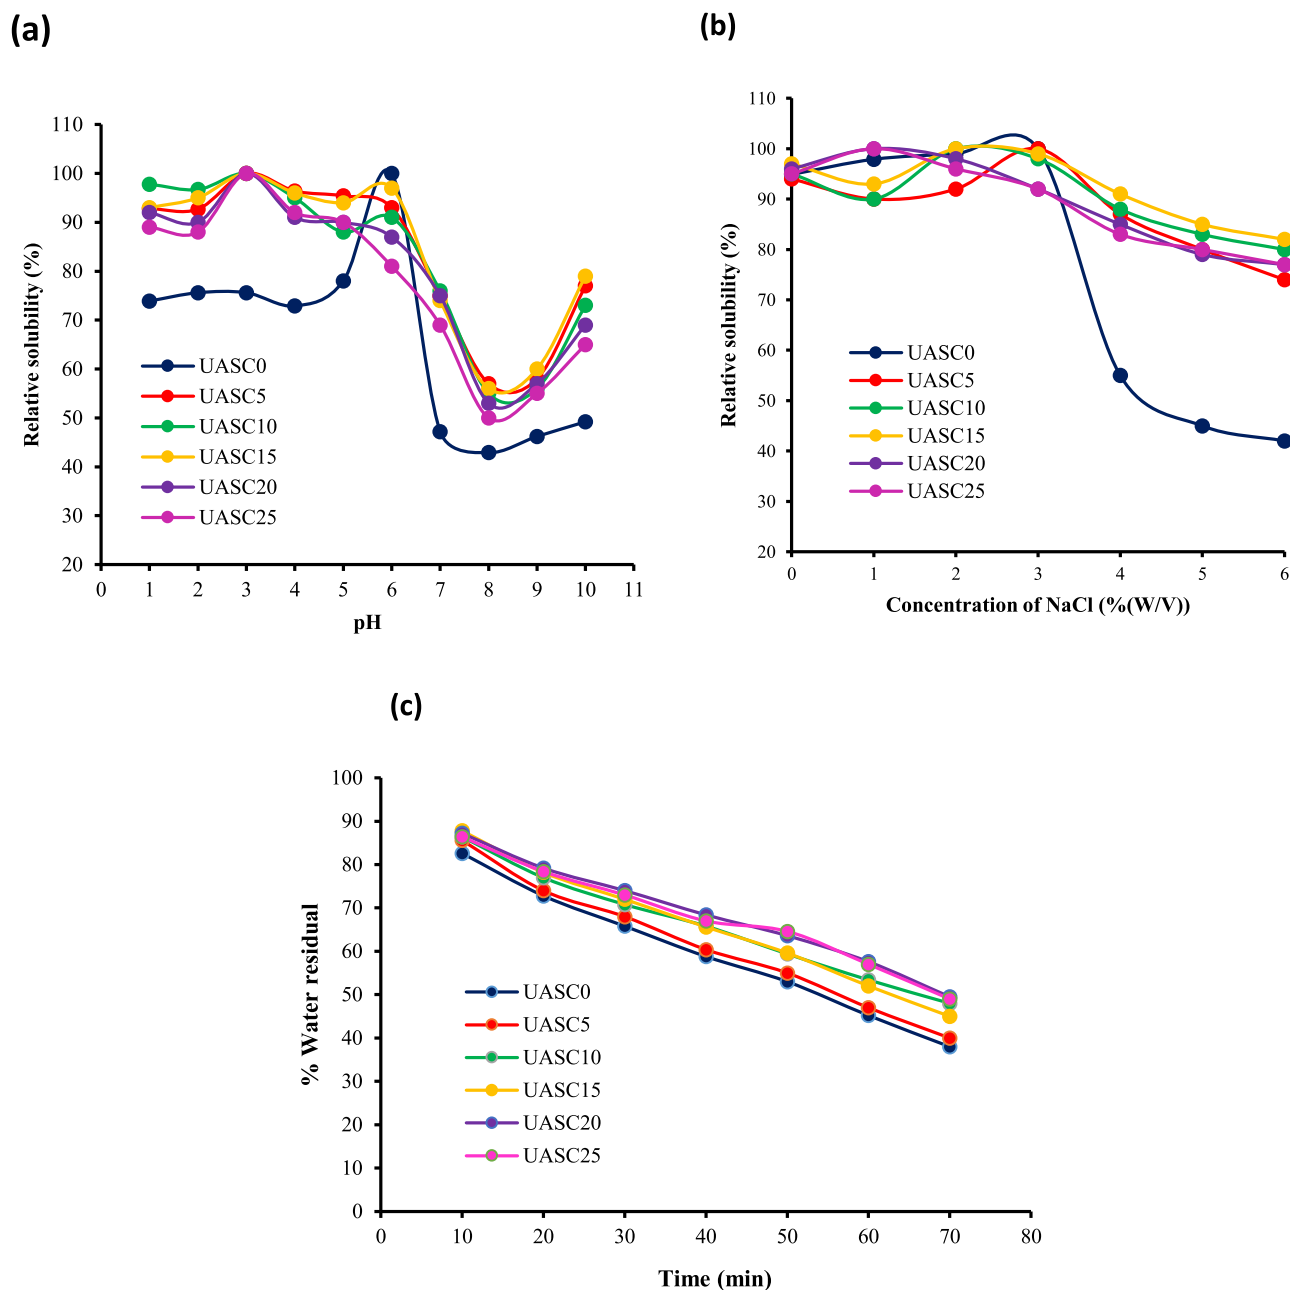 (a)
110
100
90
80
70
60
50
40
30
20
0 1 2 3 4 5 6 7 8 9 10 11
Relative solubility (%)
pH
UASC0
UASC5
UASC10
UASC15
UASC20
UASC25
(b)
110
100
90
80
70
60
50
40
30
20
0 1 2 3 4 5 6
Relative solubility (%)
Concentration of NaCl (%(W/V))
UASC0
UASC5
UASC10
UASC15
UASC20
UASC25
(c)
100
90
80
70
60
50
40
30
20
10
0
0 10 20 30 40 50 60 70 80
% Water residual
Time (min)
UASC0
UASC5
UASC10
UASC15
UASC20
UASC25